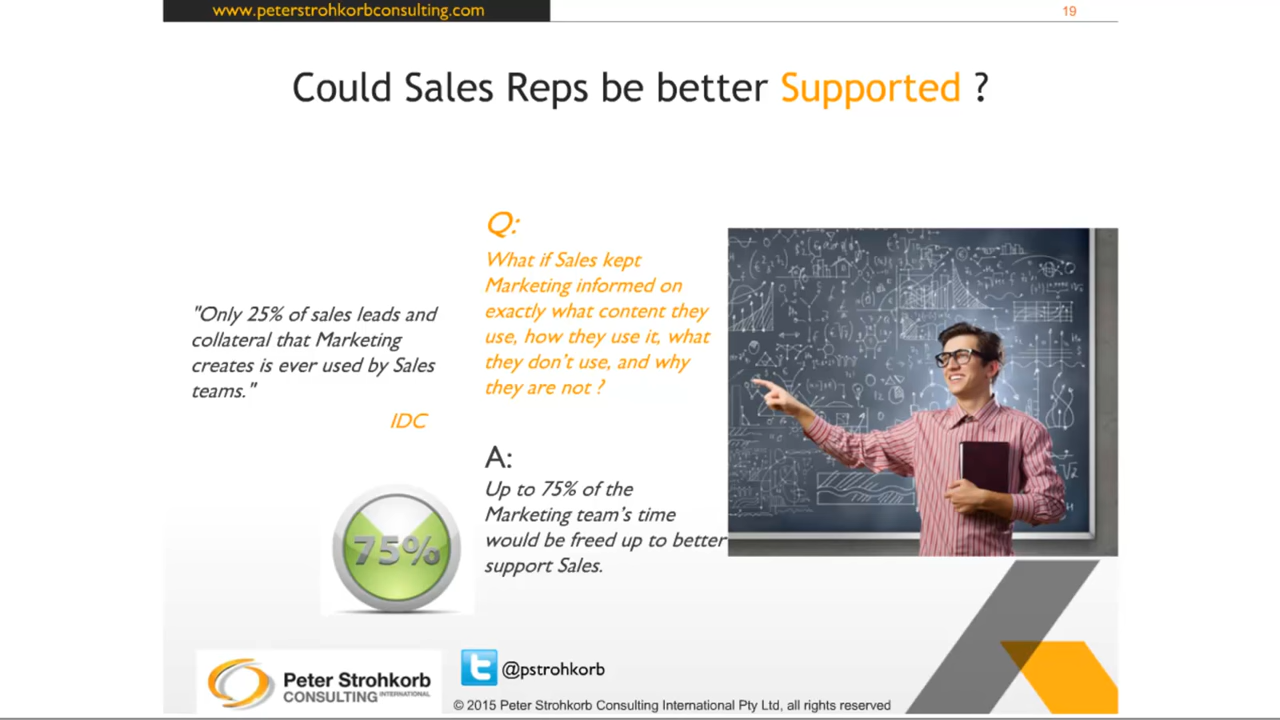 www.peterstrohkorbconsulting.com
19
Could Sales Reps be better Supported ?
"Only 25% of sales leads and
collateral that Marketing
creates is ever used by Sales
teams."
IDC
75%
Q:
What if Sales kept
Marketing informed on
exactly what content they
use, how they use it, what
they don't use, and why
they are not ?
A:
Up to 75% of the
Marketing team's time
would be freed up to better
support Sales.
Peter Strohkorb
CONSULTING INTERNATIONAL
@pstrohkorb
© 2015 Peter Strohkorb Consulting International Pty Ltd, all rights reserved